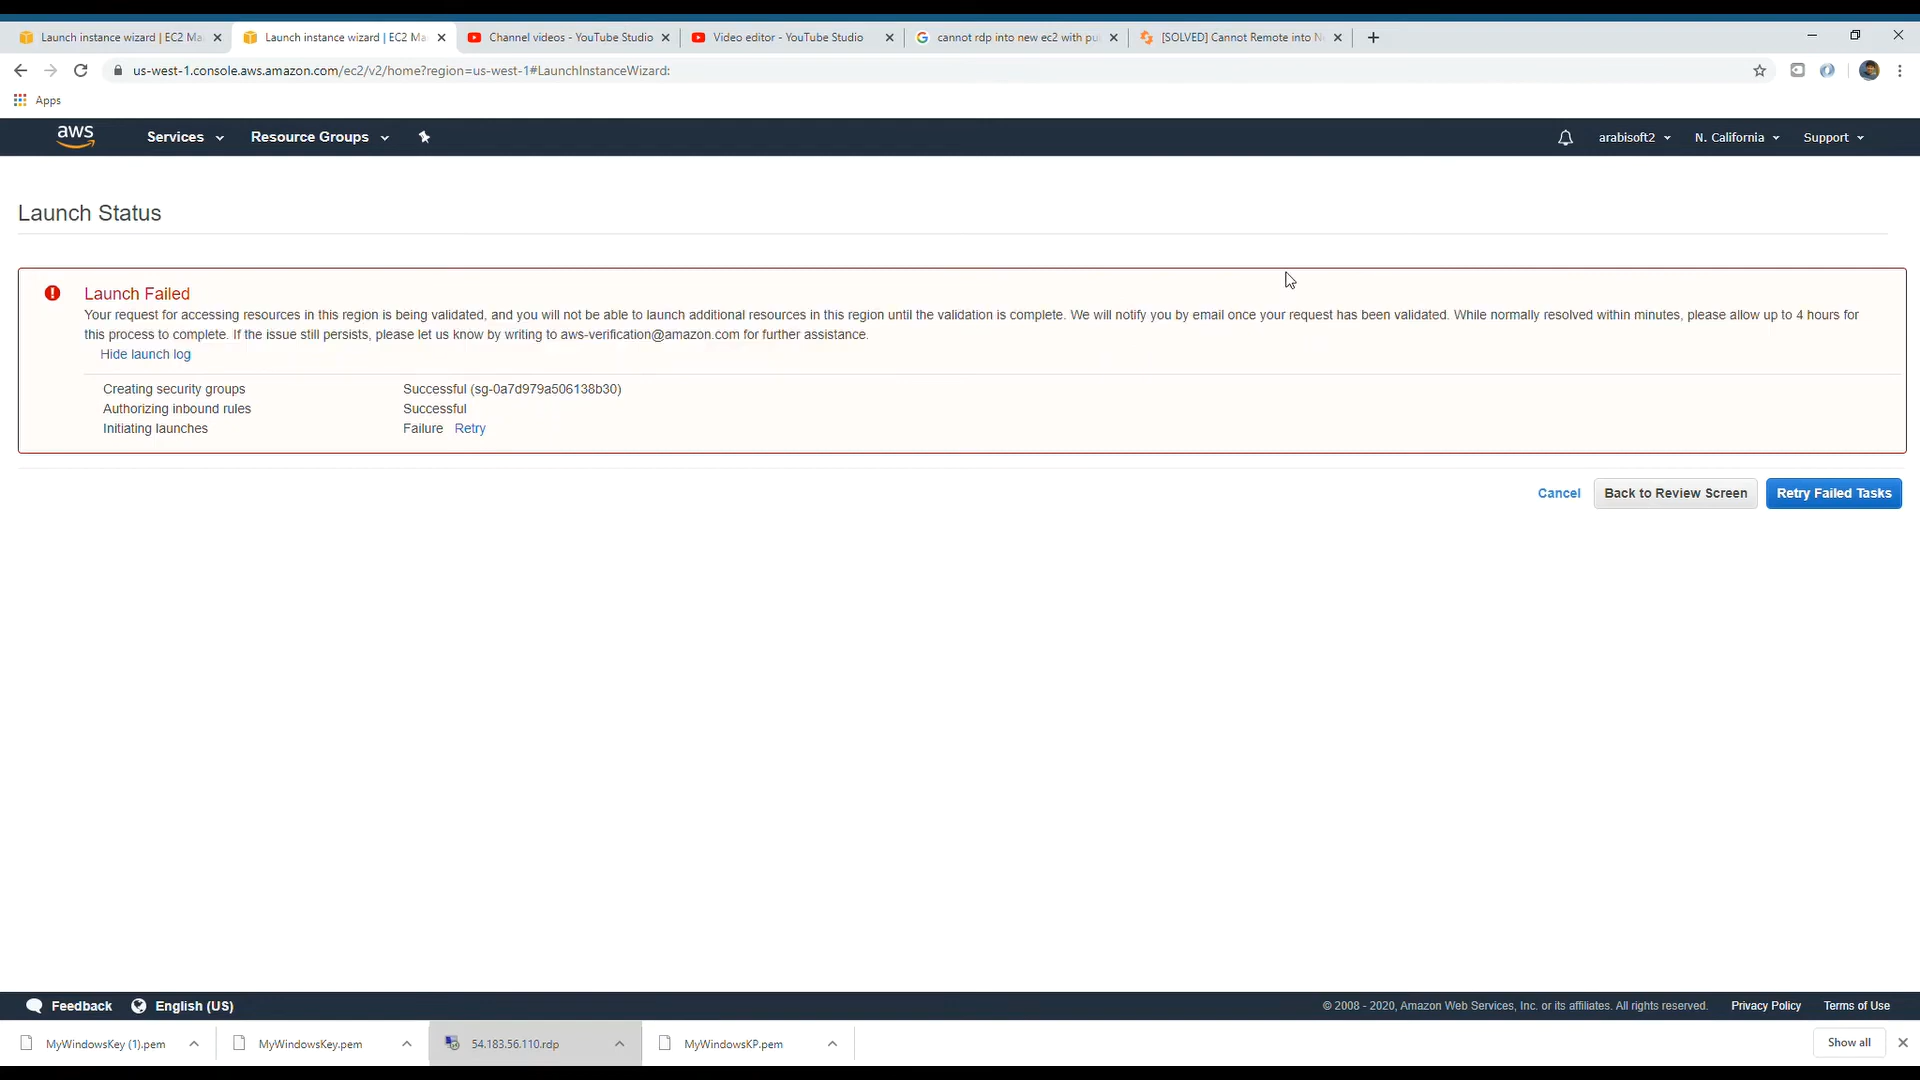 Launch instance wizard | EC2 Ma
Launch instance wizard | EC2 Ma
Channel videos - YouTube Studio
Video editor - YouTube Studio
cannot rdp into new ec2 with pu
[SOLVED] Cannot Remote into N
us-west-1.console.aws.amazon.com/ec2/v2/home?region=us-west-1#LaunchInstanceWizard:
Apps
aws
Services
Resource Groups
arabisoft2
N. California
Support
Launch Status
Launch Failed
Your request for accessing resources in this region is being validated, and you will not be able to launch additional resources in this region until the validation is complete. We will notify you by email once your request has been validated. While normally resolved within minutes, please allow up to 4 hours for
this process to complete. If the issue still persists, please let us know by writing to aws-verification@amazon.com for further assistance.
Hide launch log
Creating security groups Successful (sg-0a7d979a506138b30)
Authorizing inbound rules Successful
Initiating launches Failure Retry
Cancel
Back to Review Screen
Retry Failed Tasks
Feedback
English (US)
© 2008 - 2020, Amazon Web Services, Inc. or its affiliates. All rights reserved.
Privacy Policy
Terms of Use
MyWindowsKey (1).pem
MyWindowsKey.pem
54.183.56.110.rdp
MyWindowsKP.pem
Show all